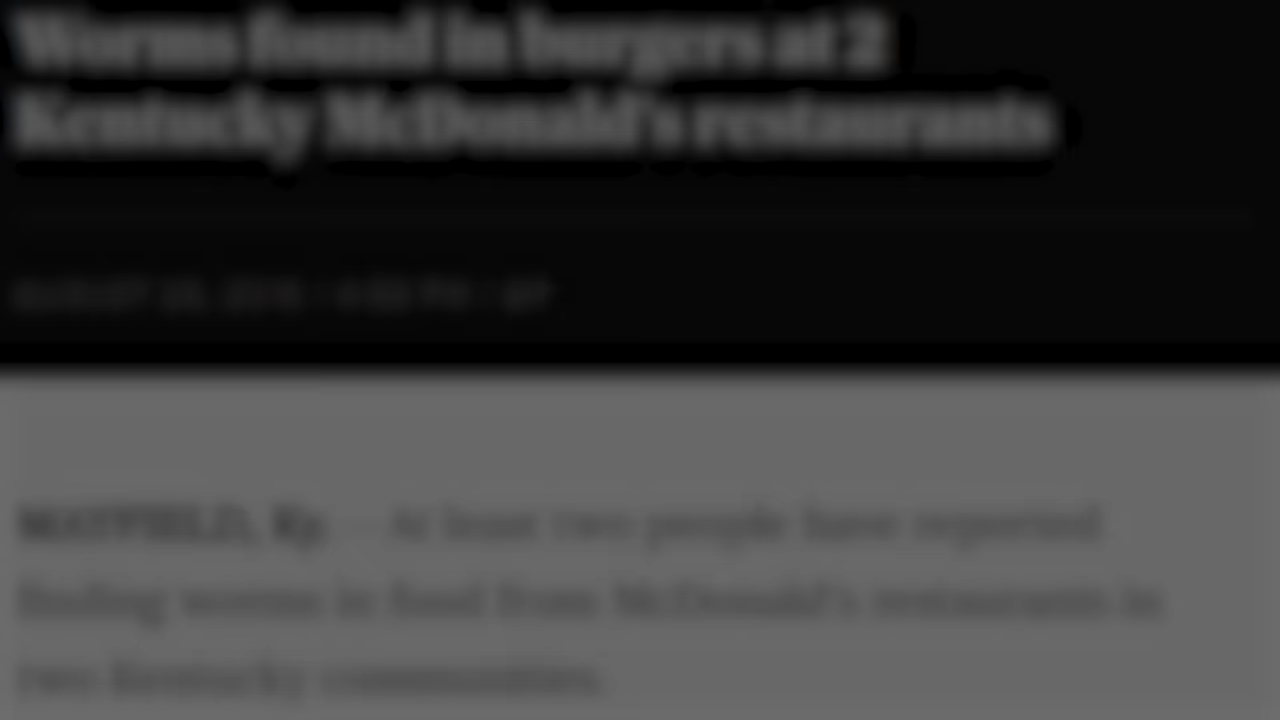 Worms found in burgers at 2
Kentucky McDonald's restaurants
MAYFIELD, Ky. — At least two people have reported
finding worms in food from McDonald's restaurants in
two Kentucky communities.